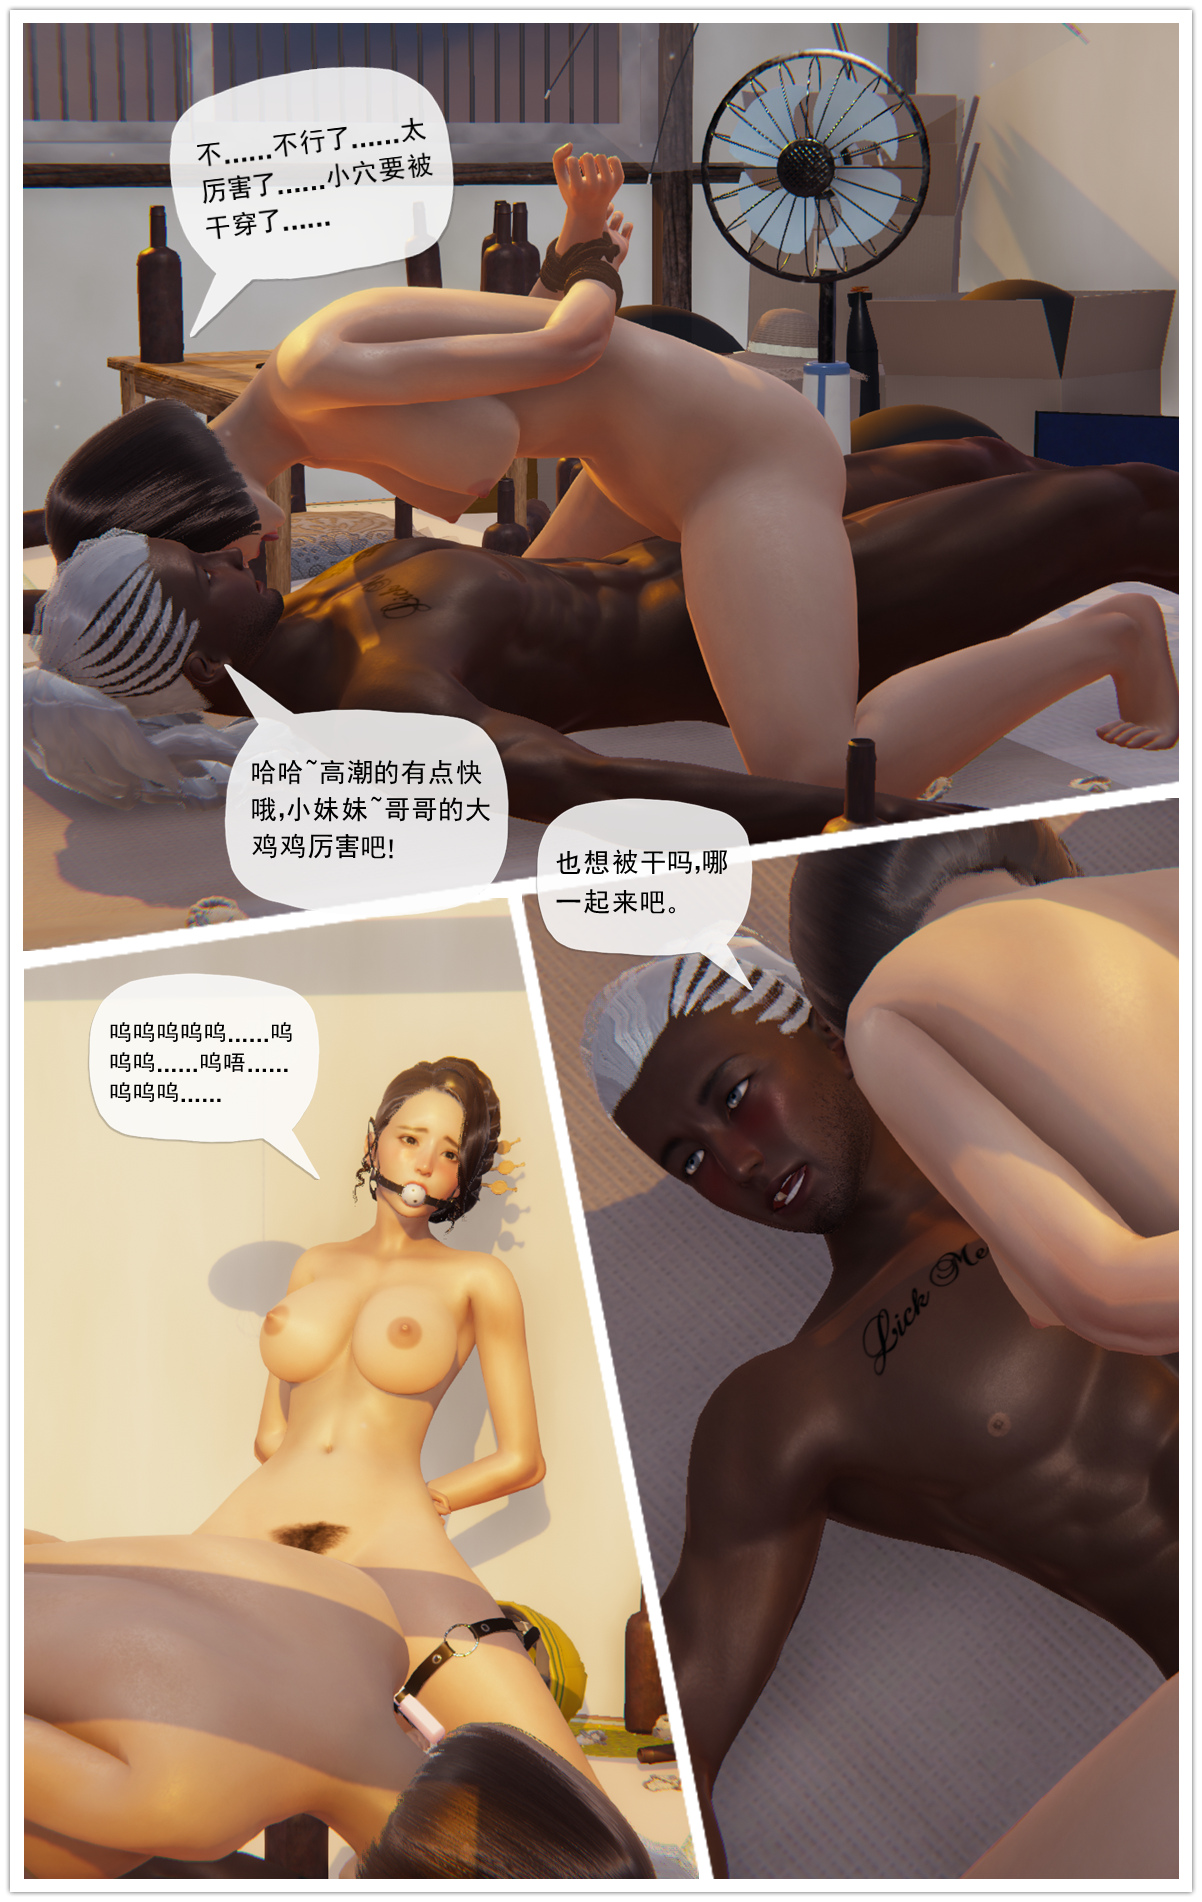 不……不行了……太
厉害了……小穴要被
干穿了……
哈哈~高潮的有点快
哦,小妹妹~哥哥的大
鸡鸡厉害吧!
也想被干吗,哪
一起来吧。
呜呜呜呜呜……呜
呜呜……呜唔……
呜呜呜……
Lick Me